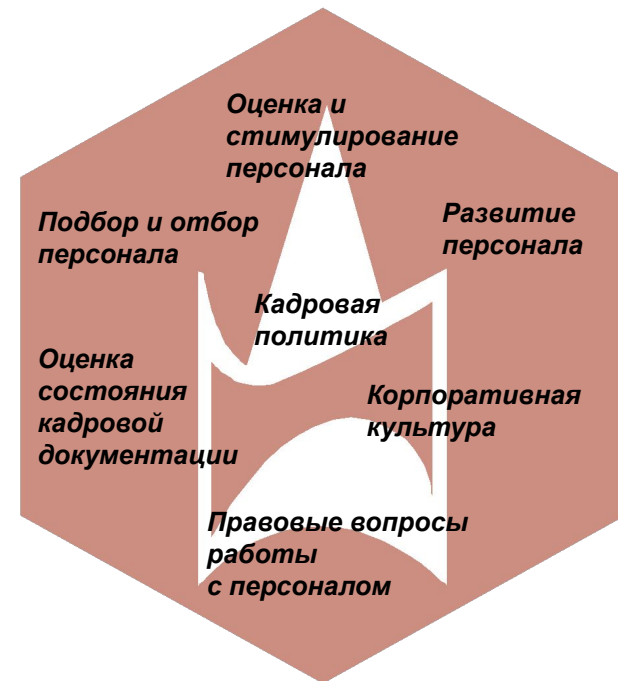 Оценка и
стимулирование
персонала
Подбор и отбор
персонала
Развитие
персонала
Кадровая
политика
Оценка
состояния
кадровой
документации
Корпоративная
культура
Правовые вопросы
работы
с персоналом